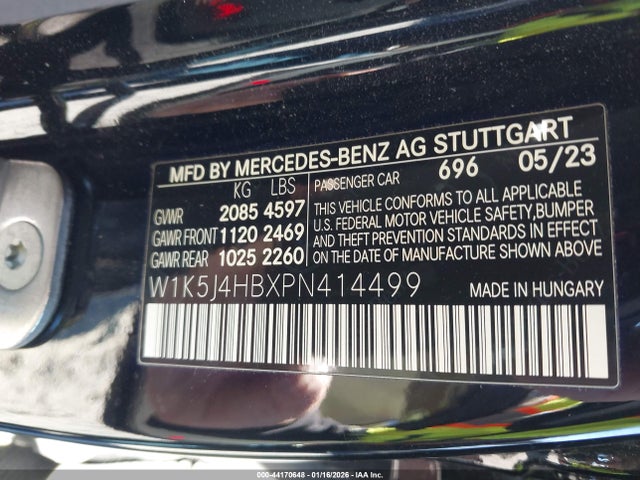 MFD BY MERCEDES-BENZ AG STUTTGART
KG LBS
GVWR 2085 4597
GAWR FRONT 1120 2469
GAWR REAR 1025 2260
PASSENGER CAR 696 05/23
THIS VEHICLE CONFORMS TO ALL APPLICABLE
U.S. FEDERAL MOTOR VEHICLE SAFETY,BUMPER
AND THEFT PREVENTION STANDARDS IN EFFECT
ON THE DATE OF MANUFACTURE SHOWN ABOVE.
W1K5J4HBXPN414499 MADE IN HUNGARY
000-44170648 - 01/16/2026 - IAA Inc.